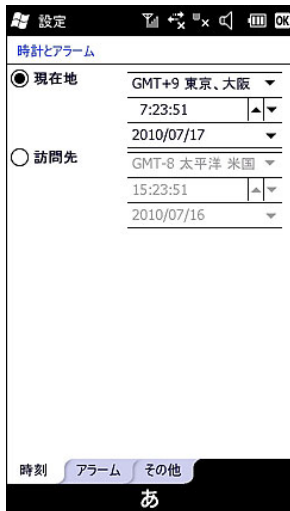 設定 OK
時計とアラーム
現在地 GMT+9 東京、大阪
7:23:51
2010/07/17
訪問先 GMT-8 太平洋 米国
15:23:51
2010/07/16
時刻 アラーム その他
あ